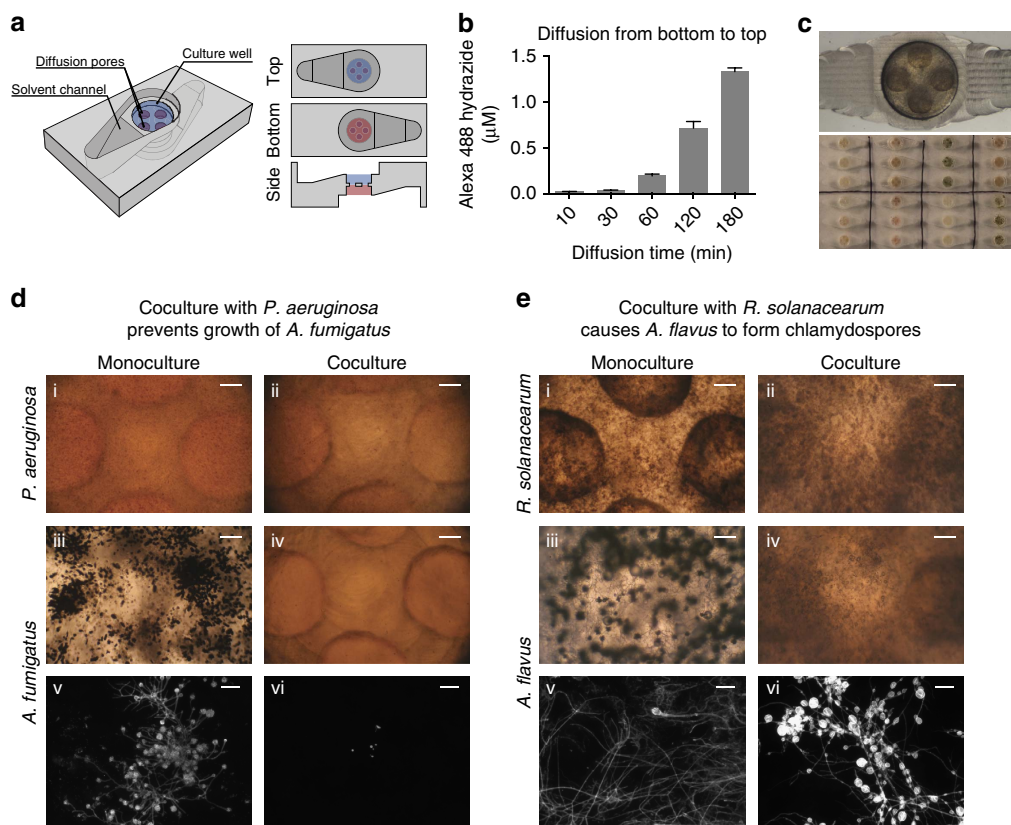 a
Diffusion pores
Culture well
Solvent channel
Top
Bottom
Side
b
Diffusion from bottom to top
Alexa 488 hydrazide
(μM)
1.5
1.0
0.5
0.0
10
30
60
120
180
Diffusion time (min)
c
d
Coculture with P. aeruginosa
prevents growth of A. fumigatus
Monoculture
Coculture
P. aeruginosa
i
ii
A. fumigatus
iii
iv
v
vi
e
Coculture with R. solanacearum
causes A. flavus to form chlamydospores
Monoculture
Coculture
R. solanacearum
i
ii
A. flavus
iii
iv
v
vi